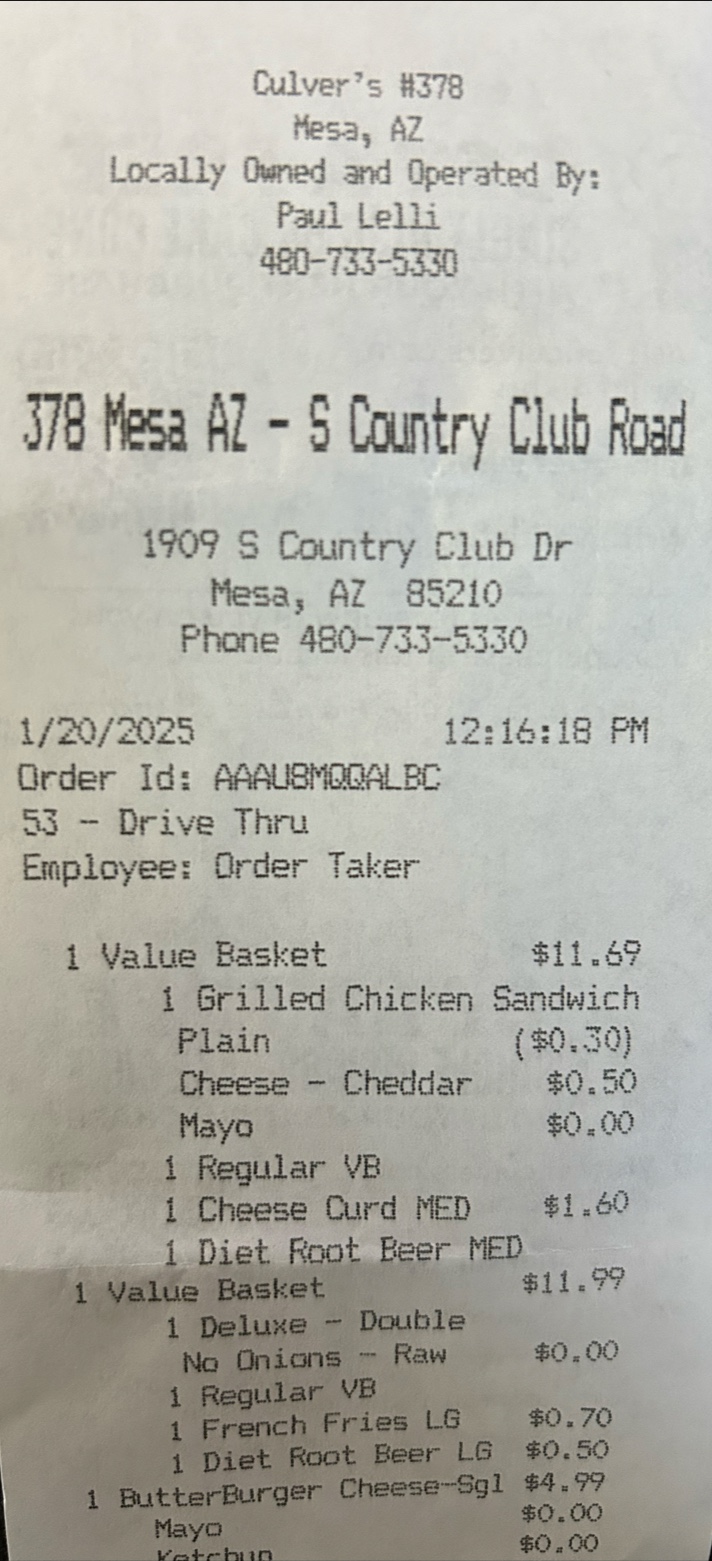 Culver's #378
Mesa, AZ
Locally Owned and Operated By:
Paul Lelli
480-733-5330
378 Mesa AZ - S Country Club Road
1909 S Country Club Dr
Mesa, AZ 85210
Phone 480-733-5330
1/20/2025 12:16:18 PM
Order Id: AAAU8MQQALBC
53 - Drive Thru
Employee: Order Taker
1 Value Basket $11.69
1 Grilled Chicken Sandwich
Plain ($0.30)
Cheese - Cheddar $0.50
Mayo $0.00
1 Regular VB
1 Cheese Curd MED $1.60
1 Diet Root Beer MED
1 Value Basket $11.99
1 Deluxe - Double
No Onions - Raw $0.00
1 Regular VB
1 French Fries LG $0.70
1 Diet Root Beer LG $0.50
1 ButterBurger Cheese-Sgl $4.99
Mayo $0.00
Ketchup $0.00